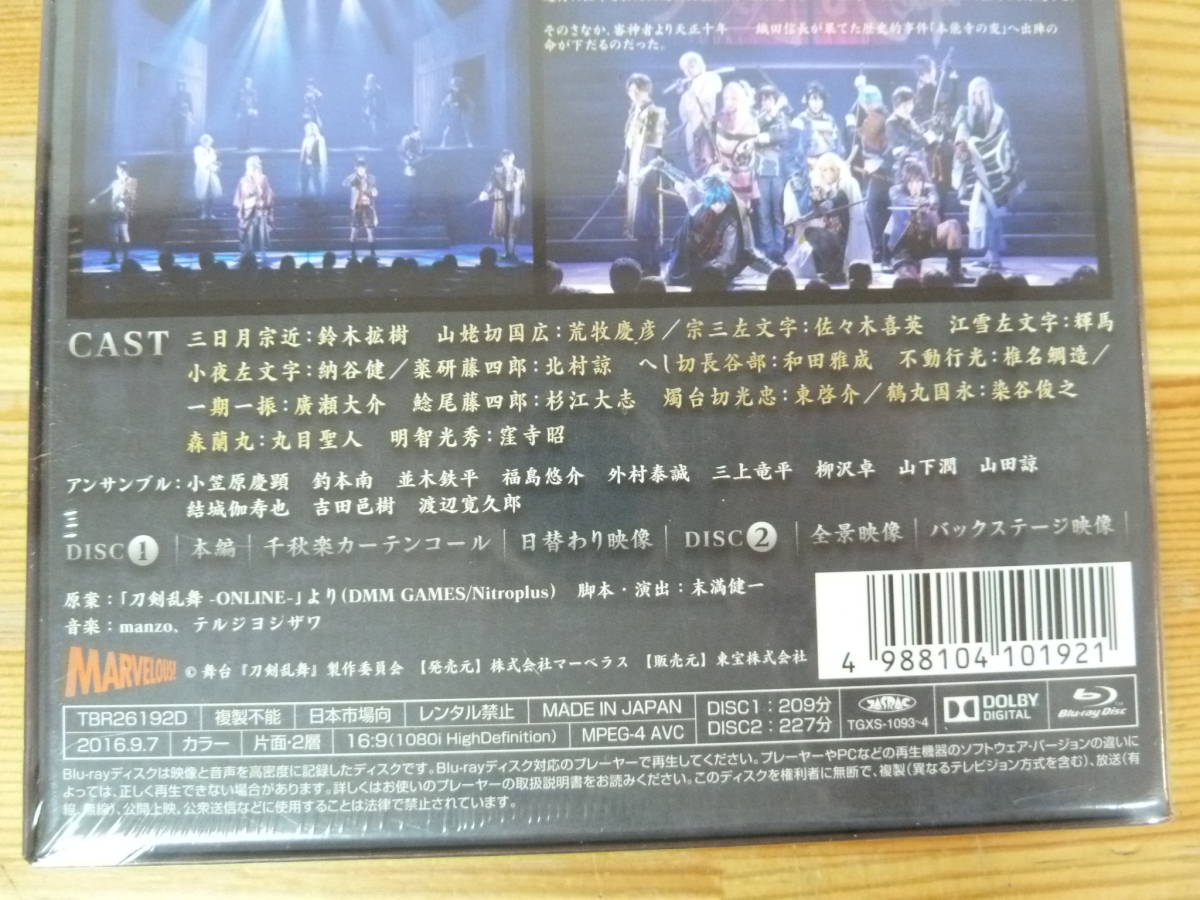 そのさなか、審神者より天正十年――織田信長が果てた歴史的事件「本能寺の変」へ出陣の
命が下だるのだった。
CAST 三日月宗近：鈴木拡樹 山姥切国広：荒牧慶彦／宗三左文字：佐々木喜英 江雪左文字：輝馬
小夜左文字：納谷健／薬研藤四郎：北村諒 へし切長谷部：和田雅成 不動行光：椎名鯛造／
一期一振：廣瀬大介 鯰尾藤四郎：杉江大志 燭台切光忠：東啓介／鶴丸国永：染谷俊之
森蘭丸：丸目聖人 明智光秀：窪寺昭
アンサンブル：小笠原慶顕 釣本南 並木鉄平 福島悠介 外村泰誠 三上竜平 柳沢卓 山下潤 山田諒
結城伽寿也 吉田邑樹 渡辺寛久郎
DISC 1 本編 千秋楽カーテンコール 日替わり映像 DISC 2 全景映像 バックステージ映像
原案：「刀剣乱舞 -ONLINE-」より(DMM GAMES/Nitroplus) 脚本・演出：末満健一
音楽：manzo、テルジヨシザワ
MARVELOUS! © 舞台『刀剣乱舞』製作委員会 【発売元】株式会社マーベラス 【販売元】東宝株式会社
4 988104 101921
TBR26192D 複製不能 日本市場向 レンタル禁止 MADE IN JAPAN DISC1：209分 JASRAC DOLBY DIGITAL Blu-ray Disc
2016.9.7 カラー 片面・2層 16:9(1080i HighDefinition) MPEG-4 AVC DISC2：227分 TGXS-1093~4
Blu-rayディスクは映像と音声を高密度に記録したディスクです。Blu-rayディスク対応のプレーヤーで再生してください。プレーヤーやPCなどの再生機器のソフトウェア・バージョンの違いに
よっては、正しく再生できない場合があります。詳しくはお使いのプレーヤーの取扱説明書をお読みください。このディスクを権利者に無断で、複製(異なるテレビジョン方式を含む)、放送(有
線、無線)、公開上映、公衆送信などに使用することは法律で禁止されています。